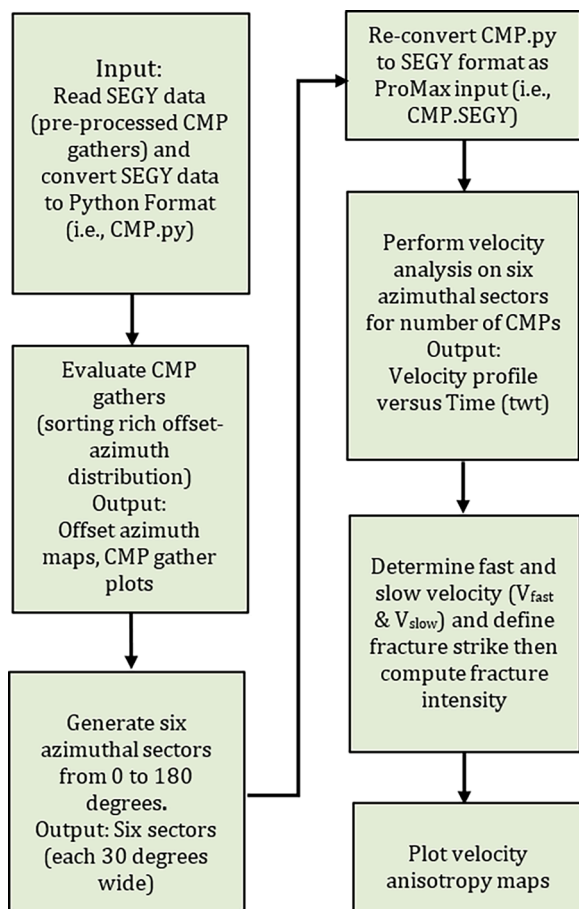 Input:
Read SEGY data
(pre-processed CMP
gathers) and
convert SEGY data
to Python Format
(i.e., CMP.py)
Evaluate CMP
gathers
(sorting rich offset-
azimuth
distribution)
Output:
Offset azimuth
maps, CMP gather
plots
Generate six
azimuthal sectors
from 0 to 180
degrees.
Output: Six sectors
(each 30 degrees
wide)
Re-convert CMP.py
to SEGY format as
ProMax input (i.e.,
CMP.SEGY)
Perform velocity
analysis on six
azimuthal sectors
for number of CMPs
Output:
Velocity profile
versus Time (twt)
Determine fast and
slow velocity (Vfast
& Vslow) and define
fracture strike then
compute fracture
intensity
Plot velocity
anisotropy maps